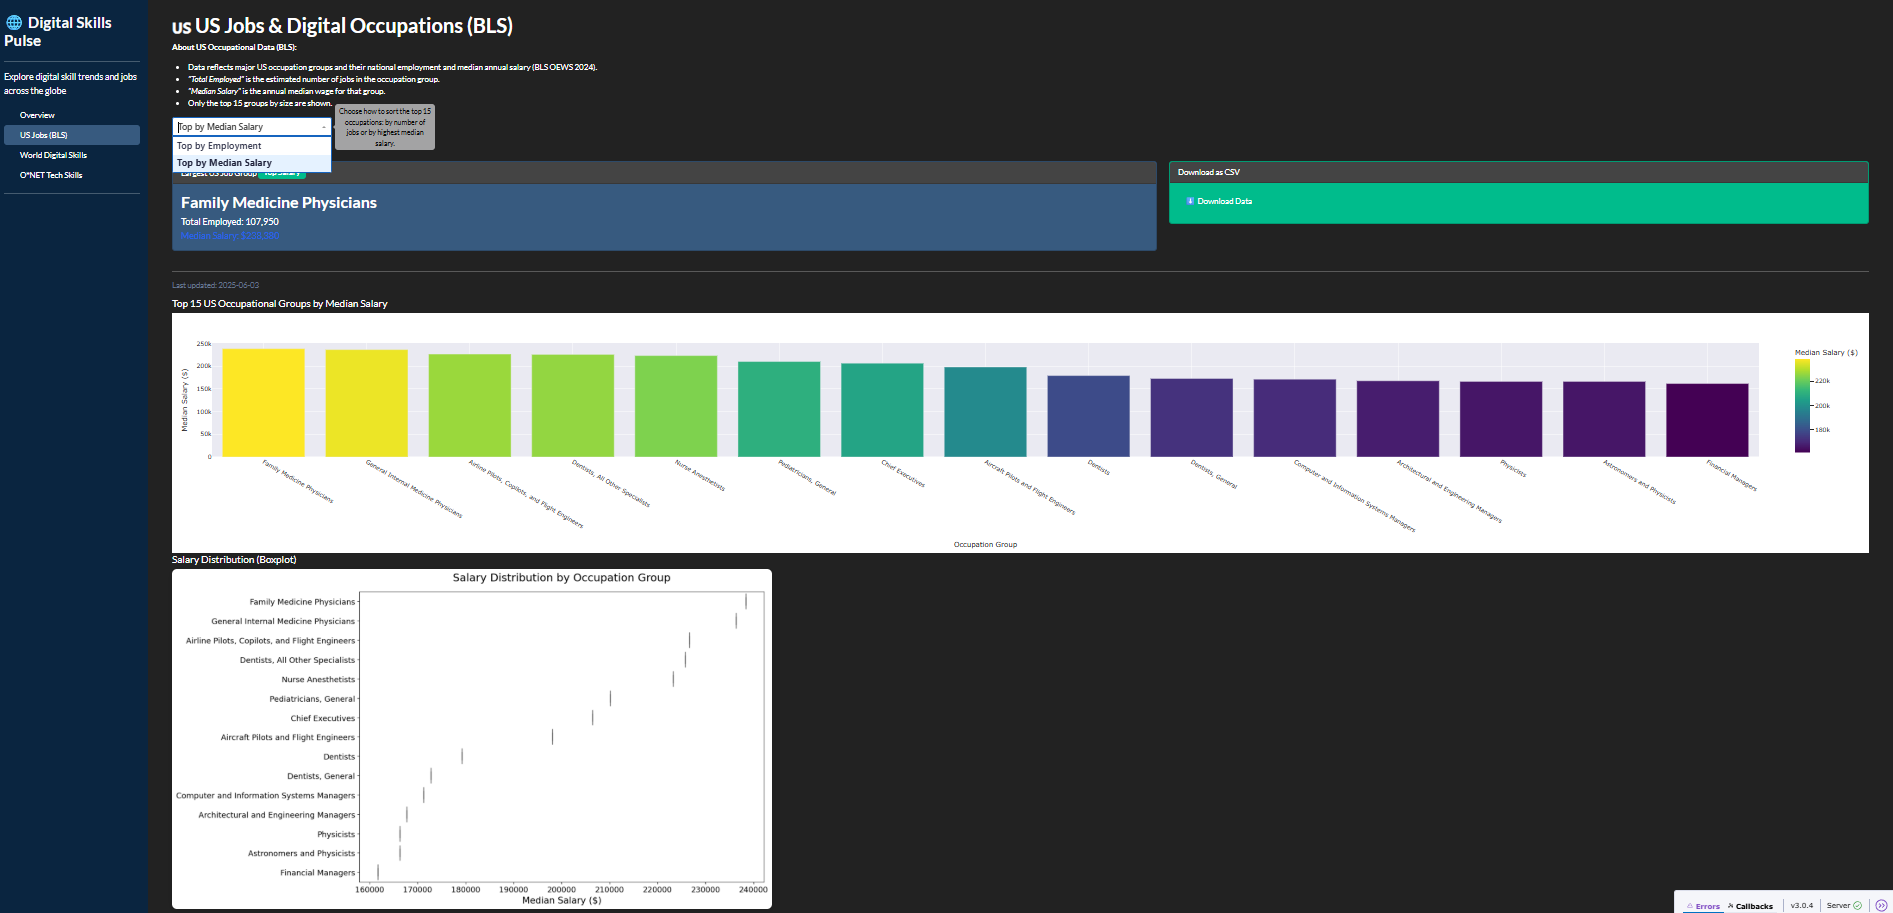 Digital Skills
Pulse
Explore digital skill trends and jobs
across the globe
Overview
US Jobs (BLS)
World Digital Skills
O*NET Tech Skills
us US Jobs & Digital Occupations (BLS)
About US Occupational Data (BLS):
Data reflects major US occupation groups and their national employment and median annual salary (BLS OEWS 2024).
"Total Employed" is the estimated number of jobs in the occupation group.
"Median Salary" is the annual median wage for that group.
Only the top 15 groups by size are shown.
Top by Median Salary
Top by Employment
Top by Median Salary
Choose how to sort the top 15
occupations: by number of
jobs or by highest median
salary.
Largest US Job Group Top Salary
Family Medicine Physicians
Total Employed: 107,950
Median Salary:
Download as CSV
Download Data
Last updated: 2025-06-03
Top 15 US Occupational Groups by Median Salary
Median Salary ($)
250k
200k
150k
100k
50k
0
Family Medicine Physicians
General Internal Medicine Physicians
Airline Pilots, Copilots, and Flight Engineers
Dentists, All Other Specialists
Nurse Anesthetists
Pediatricians, General
Chief Executives
Aircraft Pilots and Flight Engineers
Dentists
Dentists, General
Computer and Information Systems Managers
Architectural and Engineering Managers
Physicists
Astronomers and Physicists
Financial Managers
Occupation Group
Median Salary ($)
220k
200k
180k
Salary Distribution (Boxplot)
Salary Distribution by Occupation Group
Family Medicine Physicians
General Internal Medicine Physicians
Airline Pilots, Copilots, and Flight Engineers
Dentists, All Other Specialists
Nurse Anesthetists
Pediatricians, General
Chief Executives
Aircraft Pilots and Flight Engineers
Dentists
Dentists, General
Computer and Information Systems Managers
Architectural and Engineering Managers
Physicists
Astronomers and Physicists
Financial Managers
160000 170000 180000 190000 200000 210000 220000 230000 240000
Median Salary ($)
Errors Callbacks v3.0.4 Server